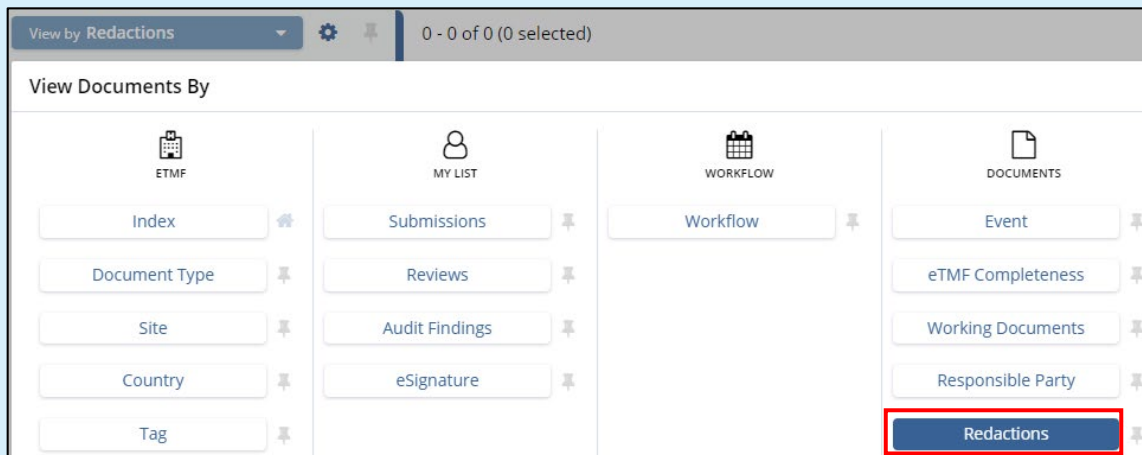 View by Redactions
0 - 0 of 0 (0 selected)
View Documents By
ETMF
MY LIST
WORKFLOW
DOCUMENTS
Index
Submissions
Workflow
Event
Document Type
Reviews
eTMF Completeness
Site
Audit Findings
Working Documents
Country
eSignature
Responsible Party
Tag
Redactions